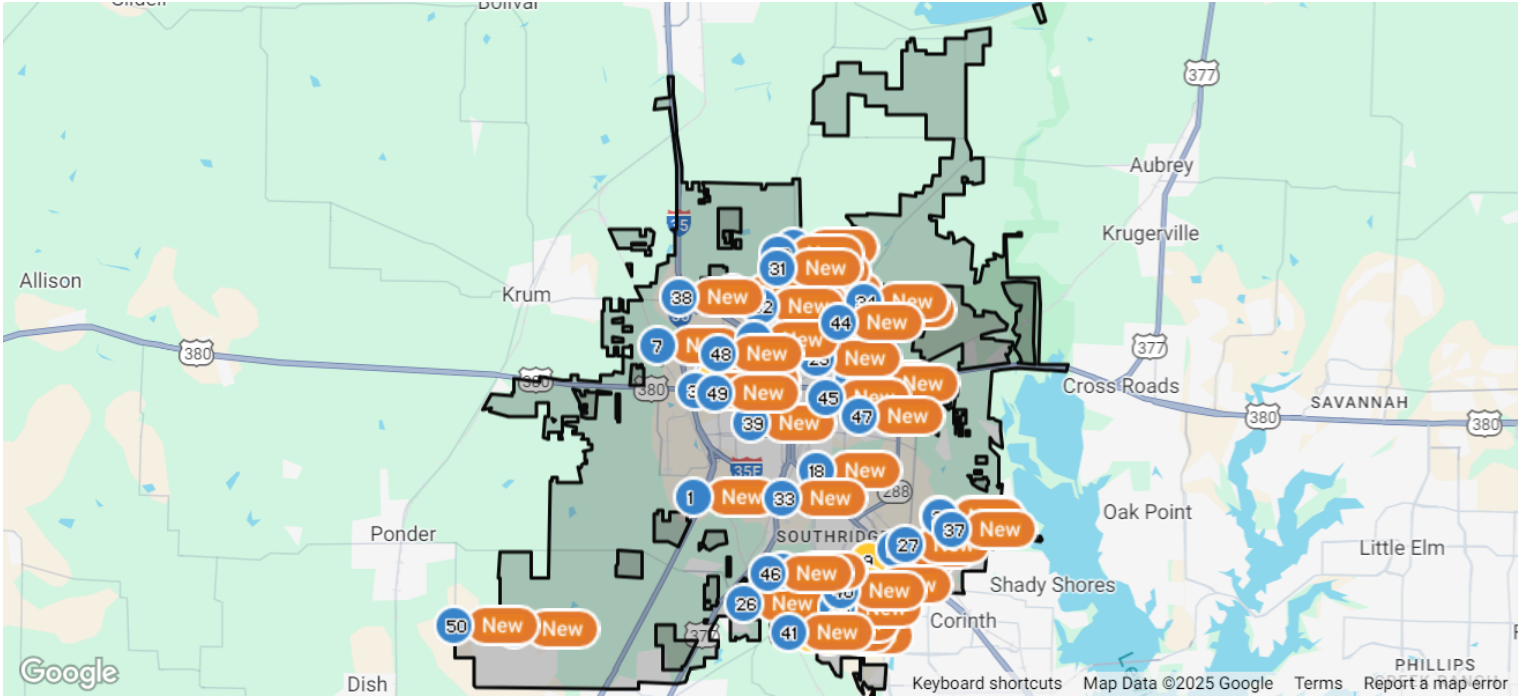 Bolivar
377
Aubrey
35
Krugerville
Allison
Krum
31 New
38 New
New
44 New
7
48 New
New
380
380
380
377
Cross Roads
49 New
New
45
SAVANNAH
380
380
39 New
47 New
35E
18 New
288
1 New
33 New
Oak Point
Ponder
37 New
SOUTHRIDGE
27
Little Elm
46 New
Shady Shores
26 New
New
50 New
New
41 New
377
Corinth
PHILLIPS
Dish
Google
Keyboard shortcuts
Map Data ©2025 Google
Terms
Report a map error